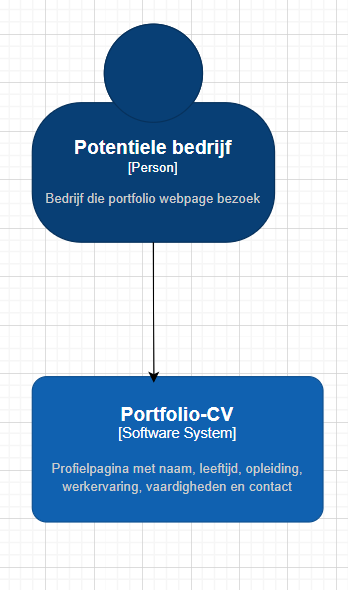 Potentiele bedrijf
[Person]
Bedrijf die portfolio webpage bezoek
Portfolio-CV
[Software System]
Profielpagina met naam, leeftijd, opleiding,
werkervaring, vaardigheden en contact